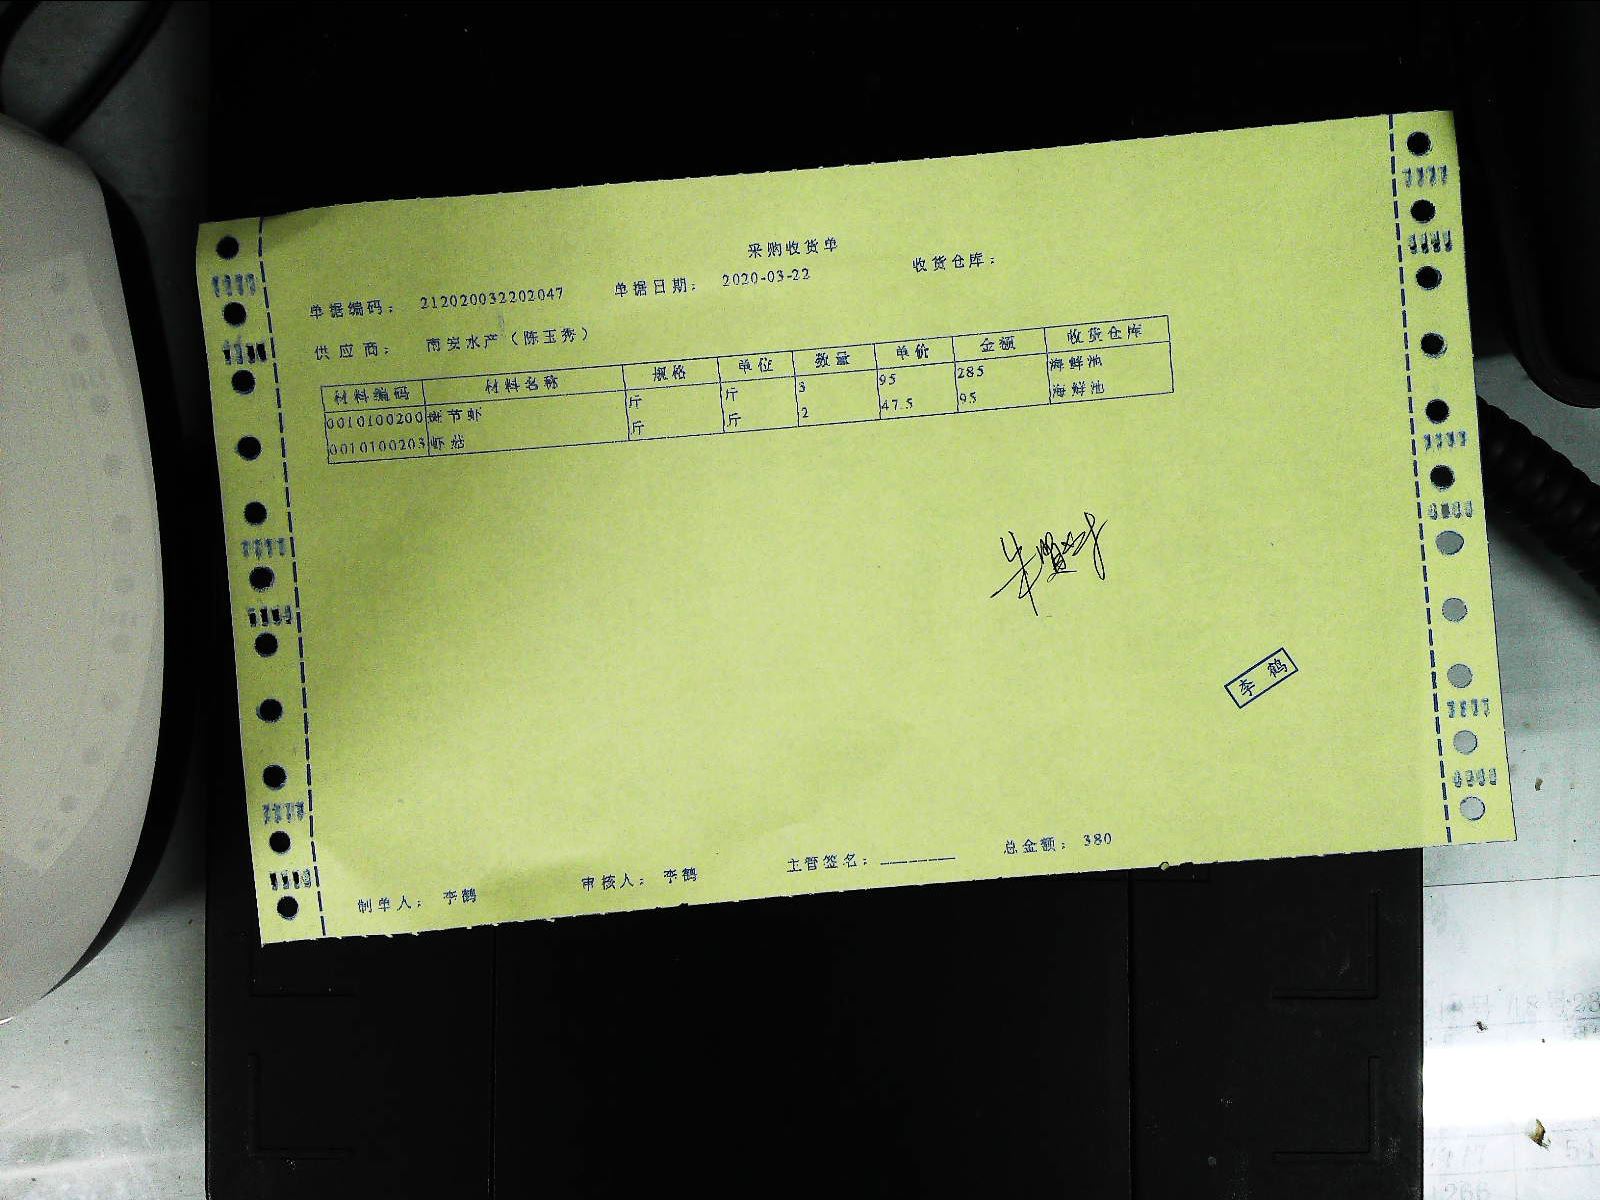 采购收货单
单据编码： 212020032202047 单据日期： 2020-03-22 收货仓库：
供应商： 南安水产（陈玉秀）
材料编码 材料名称 规格 单位 数量 单价 金额 收货仓库
0010100200 斑节虾 斤 斤 3 95 285 海鲜池
0010100203 虾姑 斤 斤 2 47.5 95 海鲜池
李鹤
制单人： 李鹤 审核人： 李鹤 主管签名： 总金额： 380